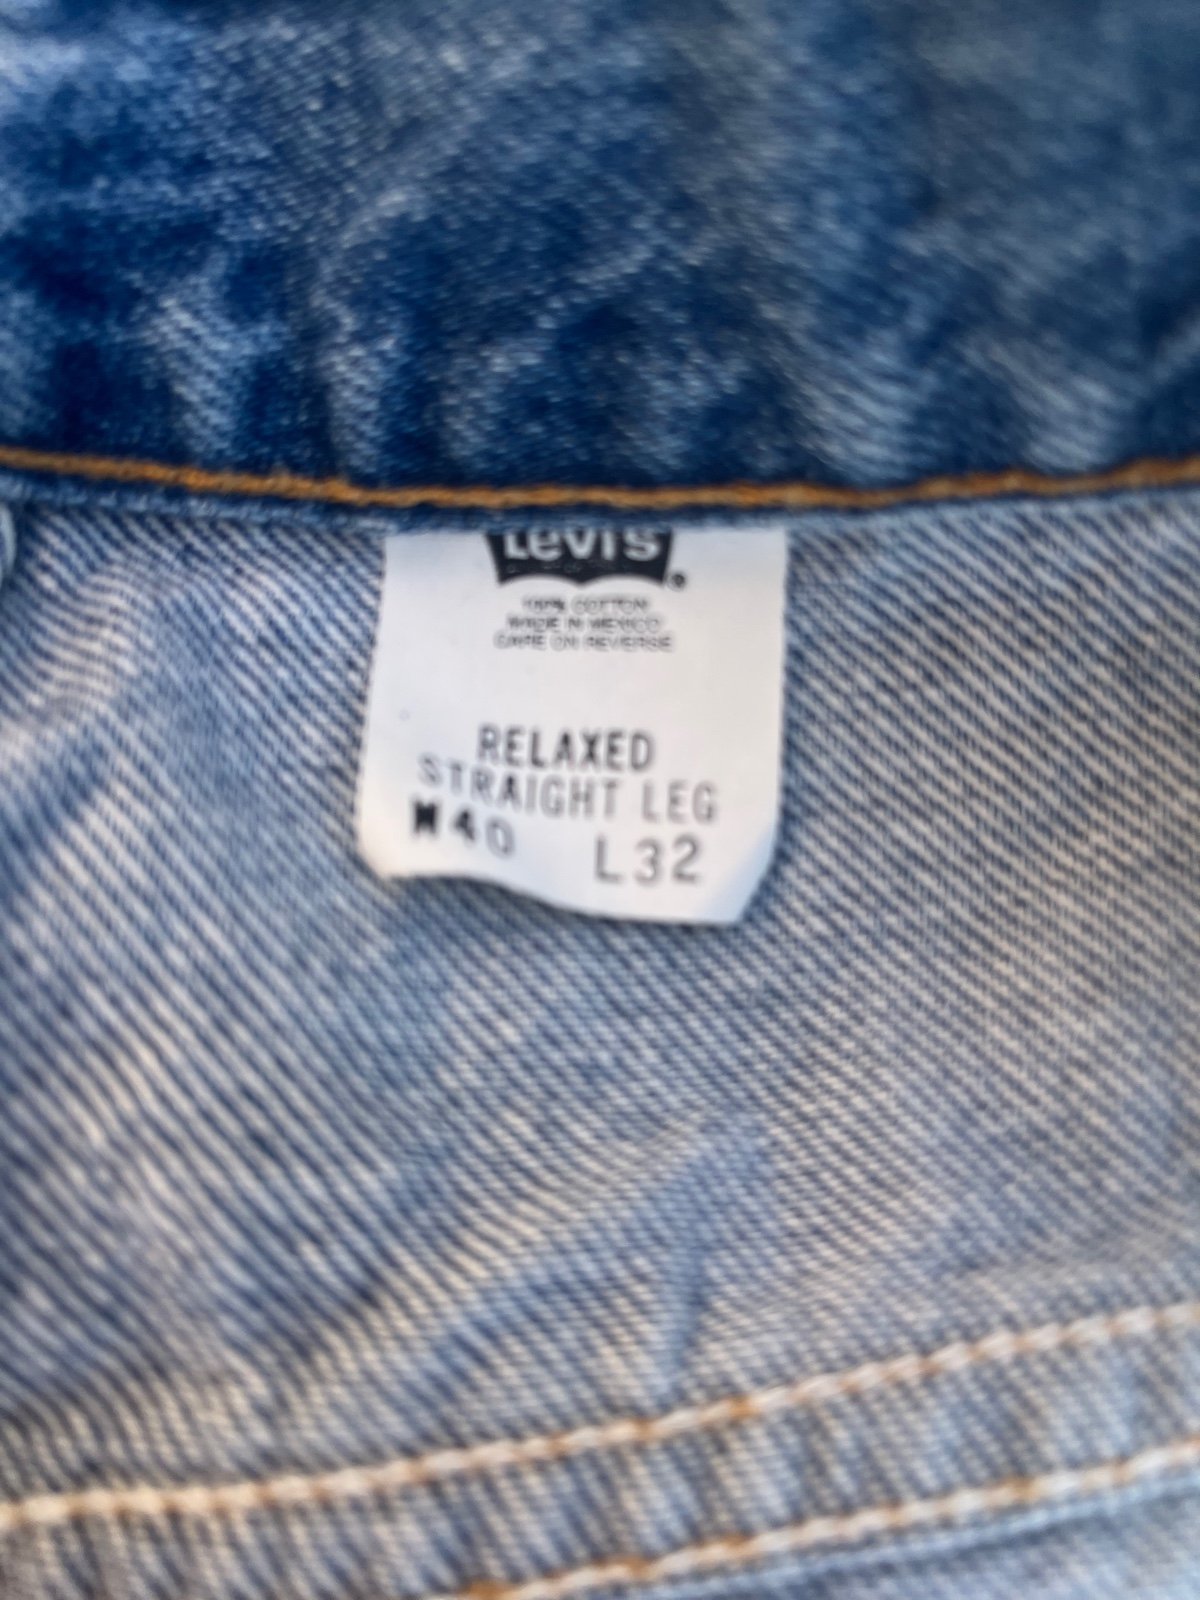 Levi's
100% COTTON
MADE IN MEXICO
CARE ON REVERSE
RELAXED
STRAIGHT LEG
W40 L32